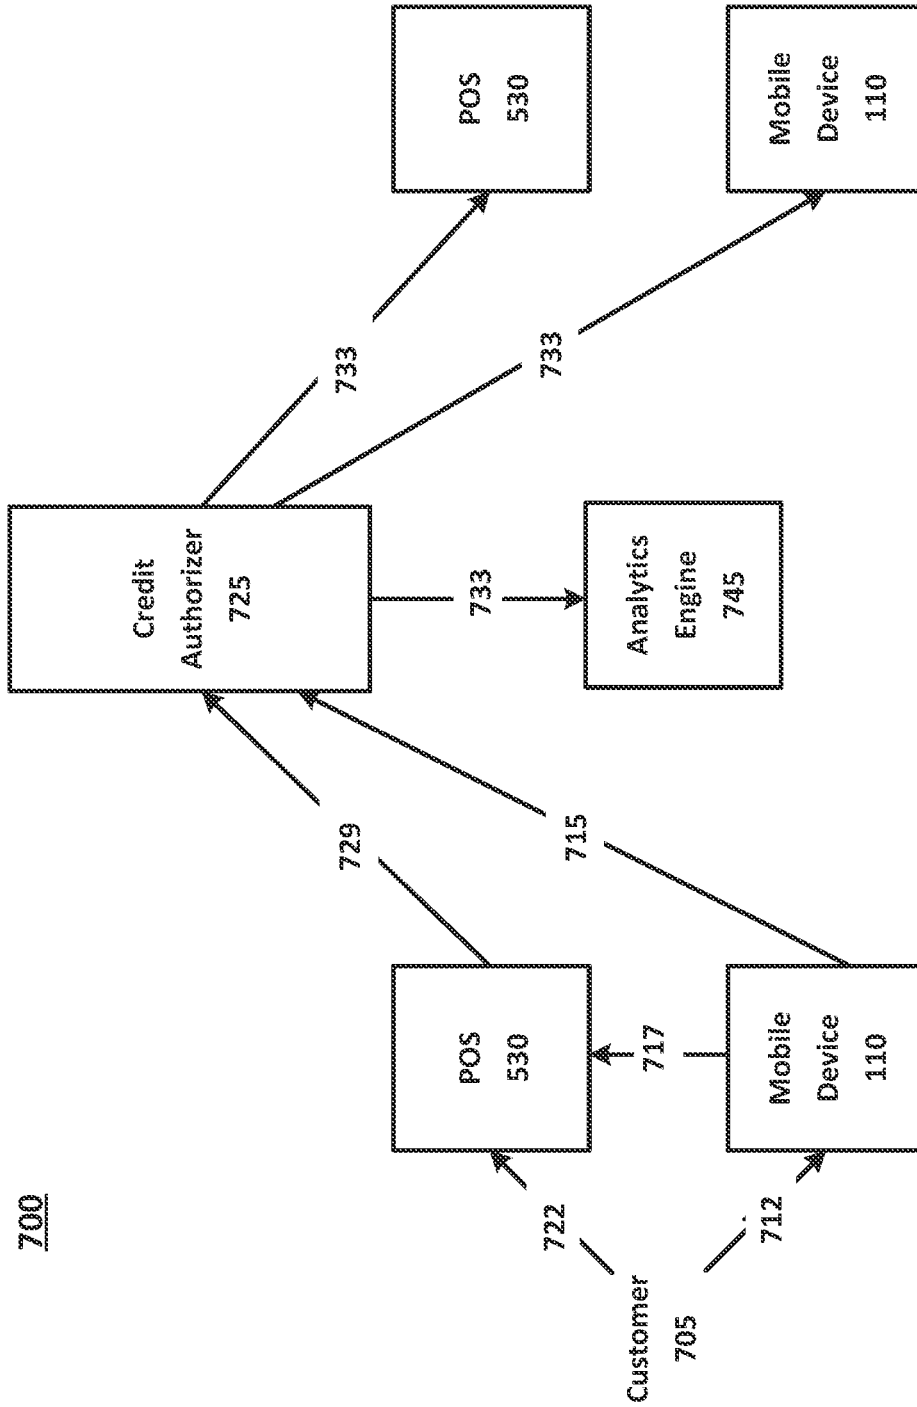 700
Customer
705
722
712
POS
530
717
Mobile
Device
110
729
715
Credit
Authorizer
725
733
Analytics
Engine
745
733
733
POS
530
Mobile
Device
110